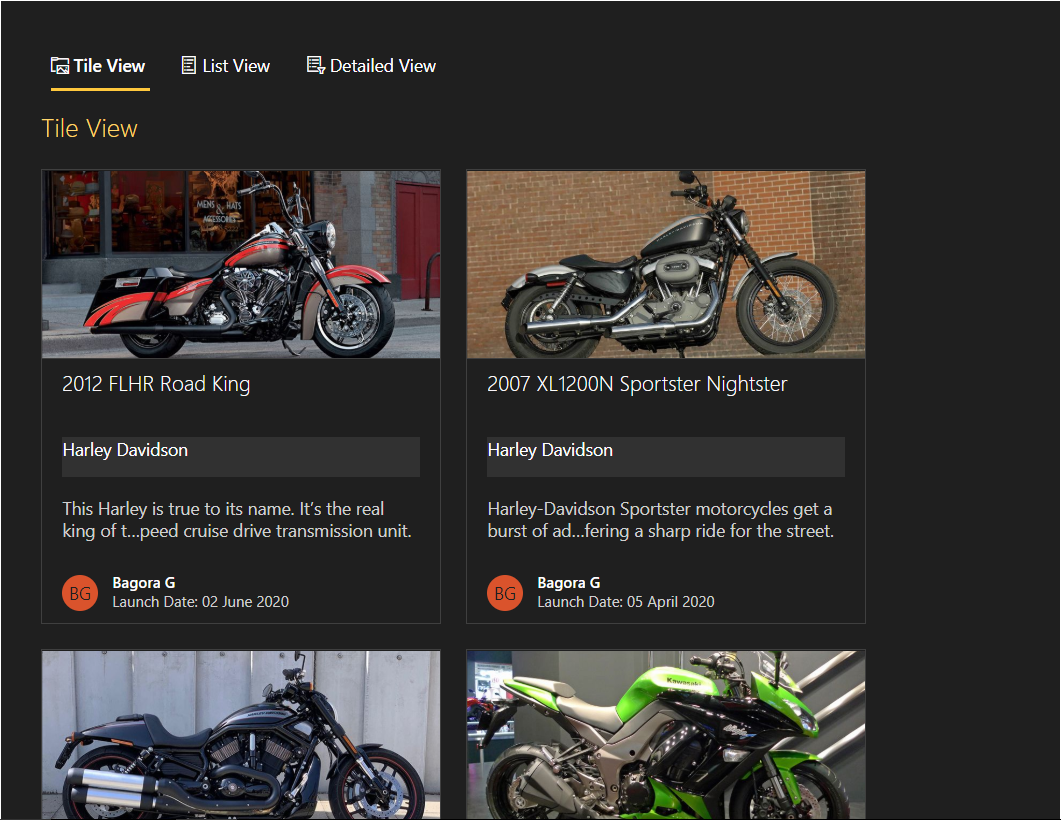 Tile View
List View
Detailed View
Tile View
MENS & HATS
ACCESSORIES
2012 FLHR Road King
Harley Davidson
This Harley is true to its name. It’s the real
king of t...peed cruise drive transmission unit.
BG
Bagora G
Launch Date: 02 June 2020
2007 XL1200N Sportster Nightster
Harley Davidson
Harley-Davidson Sportster motorcycles get a
burst of ad...fering a sharp ride for the street.
BG
Bagora G
Launch Date: 05 April 2020
Kawasaki
Ninja